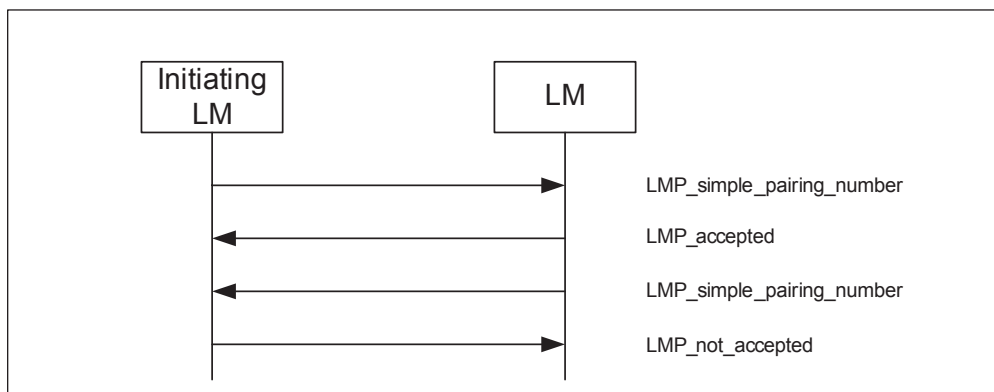 Initiating
LM
LM
LMP_simple_pairing_number
LMP_accepted
LMP_simple_pairing_number
LMP_not_accepted